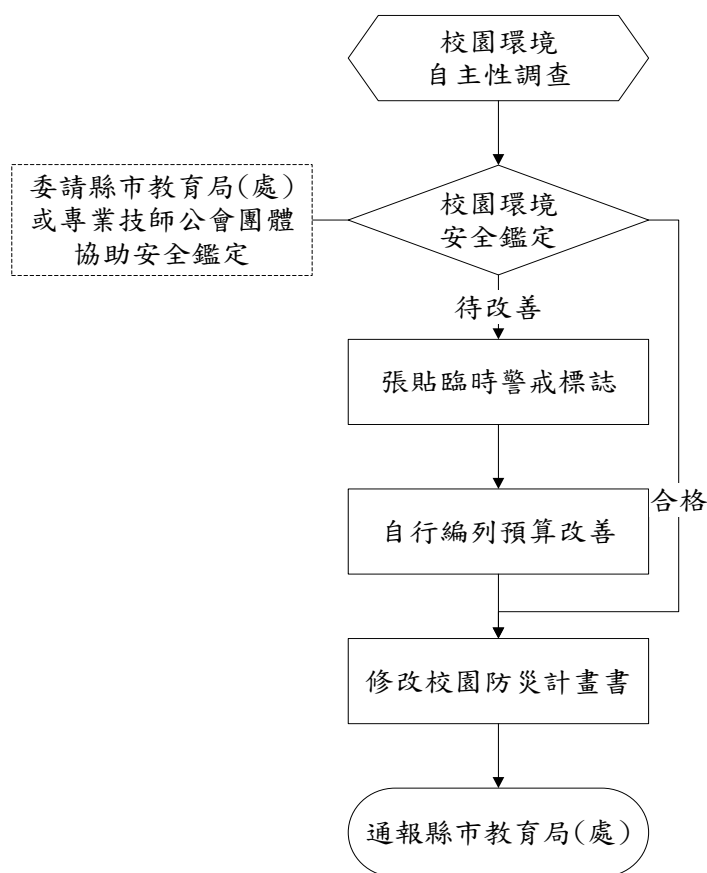 校園環境
自主性調查
委請縣市教育局(處)
或專業技師公會團體
協助安全鑑定
校園環境
安全鑑定
待改善
張貼臨時警戒標誌
自行編列預算改善
合格
修改校園防災計畫書
通報縣市教育局(處)